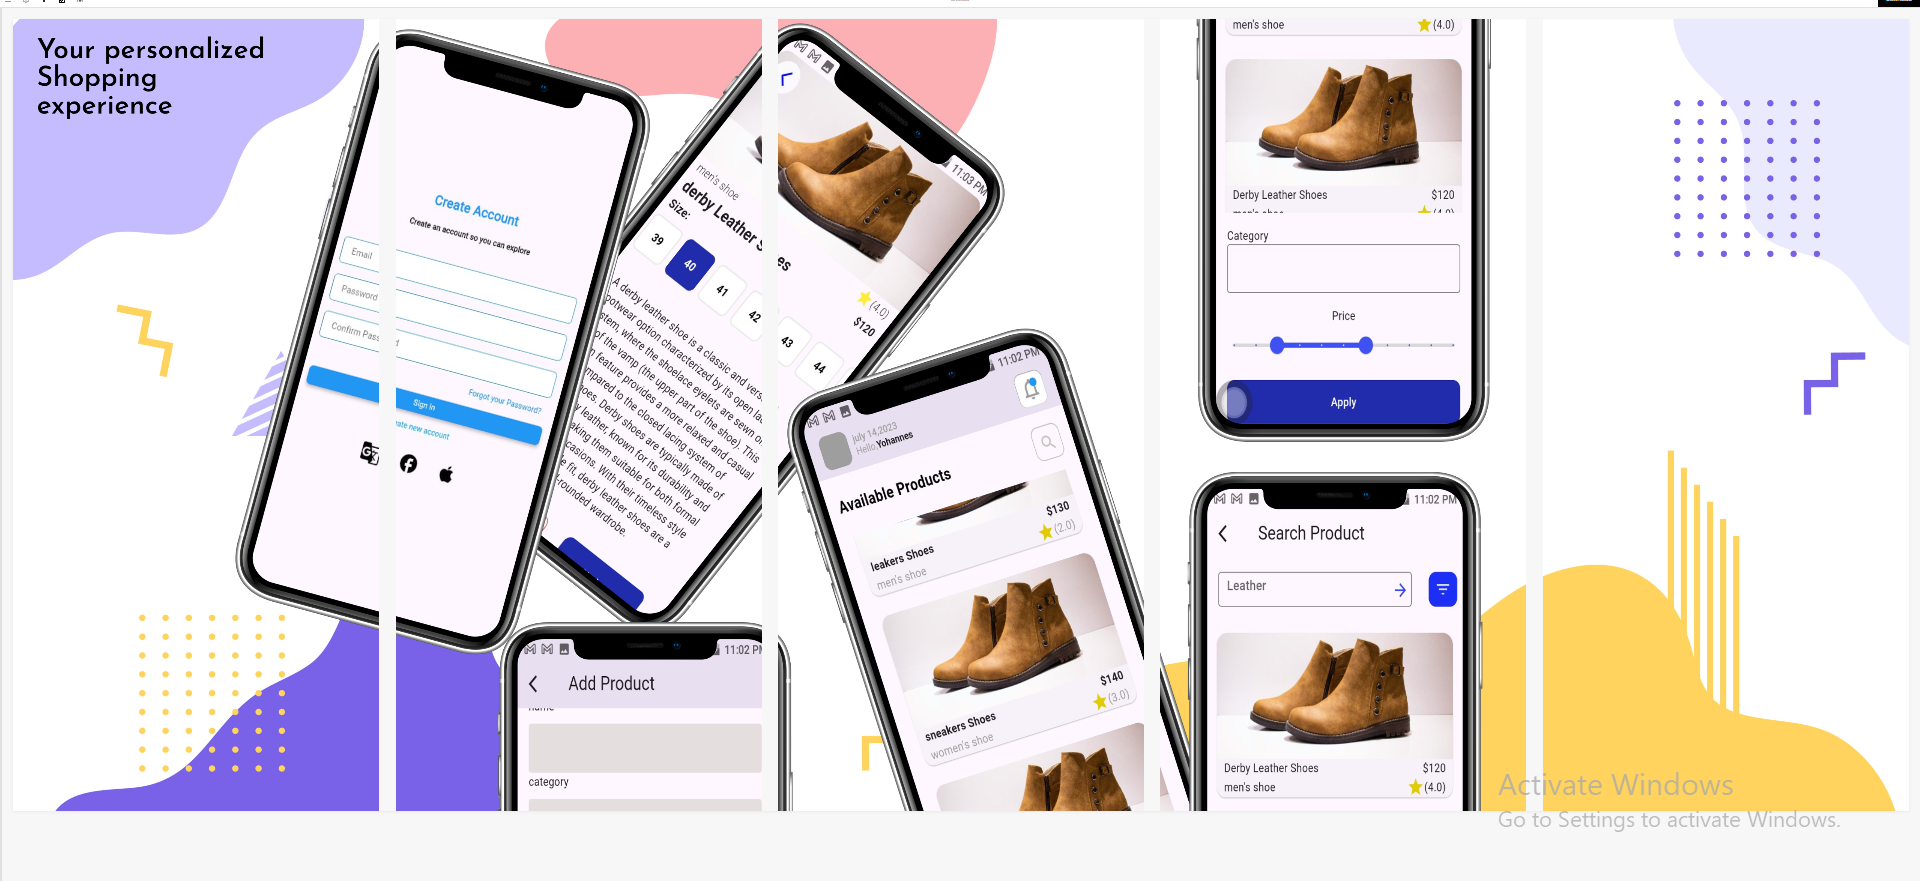 Your personalized
Shopping
experience
Create Account
Create an account so you can explore
Email
Password
Confirm Pass
d
Forgot your Password?
Sign In
ate new account
men's shoe
derby Leather S
es
Size:
39
40
41
42
43
44
(4.0)
$120
A derby leather shoe is a classic and vers
ootwear option characterized by its open la
stem, where the shoelace eyelets are sewn o
of the vamp (the upper part of the shoe). This
n feature provides a more relaxed and casual
mpared to the closed lacing system of
oes. Derby shoes are typically made of
y leather, known for its durability and
aking them suitable for both formal
casions. With their timeless style
e fit, derby leather shoes are a
-rounded wardrobe.
11:03 PM
11:02 PM
Add Product
name
category
11:02 PM
july 14,2023
Hello,Yohannes
Available Products
$130
(2.0)
leakers Shoes
men's shoe
$140
(3.0)
sneakers Shoes
women's shoe
men's shoe
(4.0)
Derby Leather Shoes
$120
men's shoe
(4.0)
Category
Price
Apply
11:02 PM
Search Product
Leather
Derby Leather Shoes
$120
men's shoe
(4.0)
Activate Windows
Go to Settings to activate Windows.